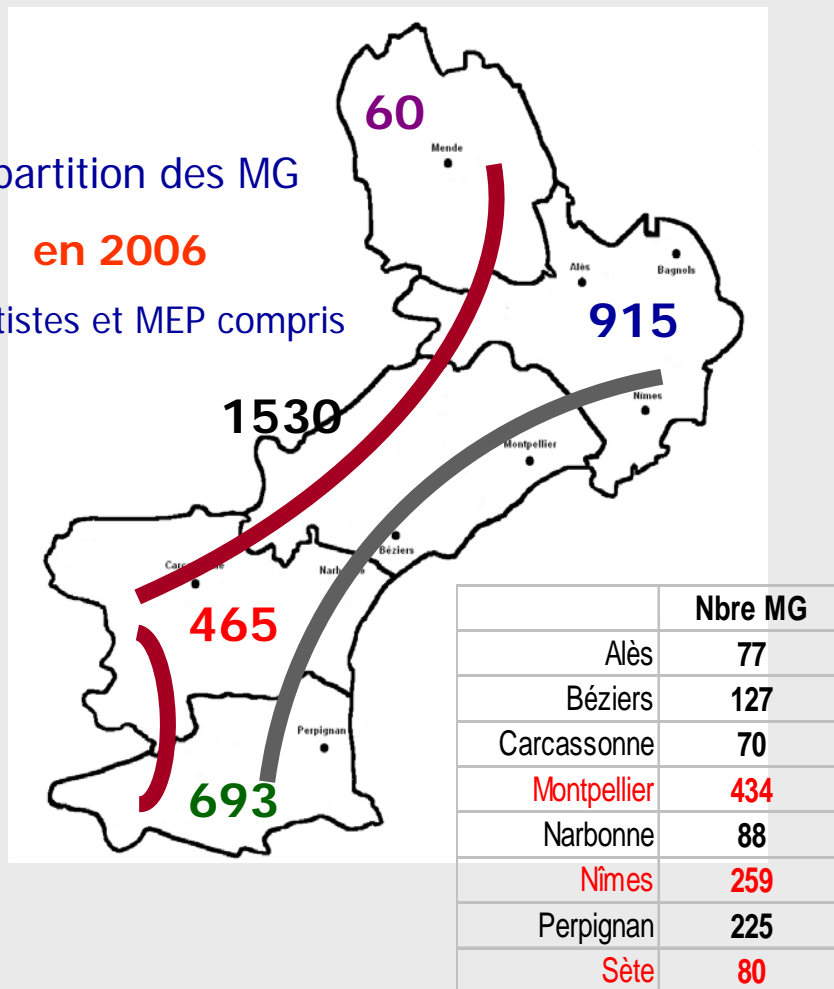 partition des MG
en 2006
tistes et MEP compris
60
Mende
Alès
Bagnols
915
Nîmes
1530
Montpellier
Béziers
465
Perpignan
693
Nbre MG
Alès 77
Béziers 127
Carcassonne 70
Montpellier 434
Narbonne 88
Nîmes 259
Perpignan 225
Sète 80